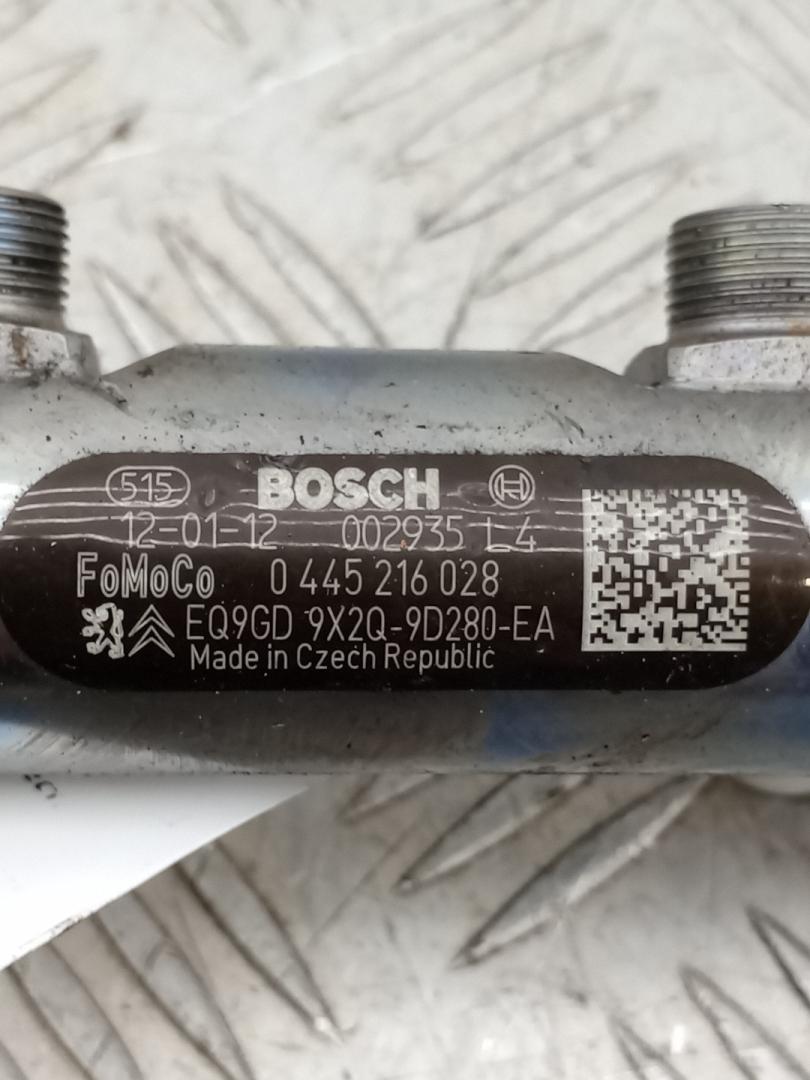 515 BOSCH
12-01-12 002935 L4
FoMoCo 0 445 216 028
EQ9GD 9X2Q-9D280-EA
Made in Czech Republic